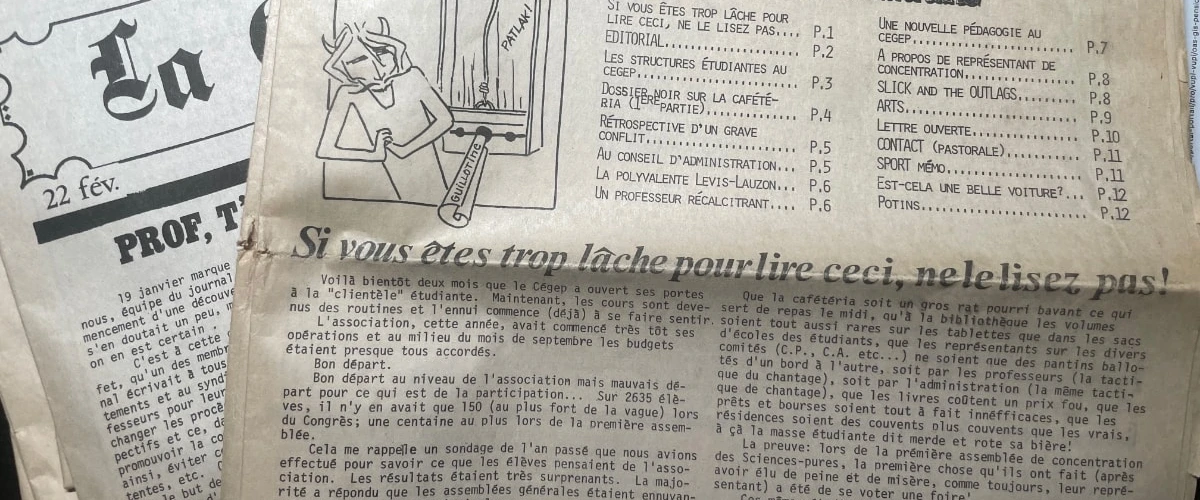 La
22 fév.
PROF, T'
19 janvier marque
nous, équipe du journal
mencement d'une découve
s'en doutait un peu, m
on en est certain.
C'est à cette
fet, qu'un des membr
nal écrivait à tous
tements et au synd
fesseurs pour leur
changer les procé
pectifs et ce, da
promouvoir la co
ainsi, éviter c
tentes, etc.
le but de
PATLAK!
GUILLOTINE
SI VOUS ÊTES TROP LÂCHE POUR
LIRE CECI, NE LE LISEZ PAS.... P.1
EDITORIAL..................... P.2
LES STRUCTURES ÉTUDIANTES AU
CEGEP......................... P.3
DOSSIER NOIR SUR LA CAFÉTÉ-
RIA (1ÈRE PARTIE)............. P.4
RÉTROSPECTIVE D'UN GRAVE
CONFLIT....................... P.5
AU CONSEIL D'ADMINISTRATION... P.5
LA POLYVALENTE LEVIS-LAUZON... P.6
UN PROFESSEUR RÉCALCITRANT.... P.6
UNE NOUVELLE PÉDAGOGIE AU
CEGEP......................... P.7
A PROPOS DE REPRÉSENTANT DE
CONCENTRATION................. P.8
SLICK AND THE OUTLAGS......... P.8
ARTS.......................... P.9
LETTRE OUVERTE................ P.10
CONTACT (PASTORALE)........... P.11
SPORT MÉMO.................... P.11
EST-CELA UNE BELLE VOITURE?... P.12
POTINS........................ P.12
Si vous êtes trop lâche pour lire ceci, ne le lisez pas!
Voilà bientôt deux mois que le Cégep a ouvert ses portes
à la "clientèle" étudiante. Maintenant, les cours sont deve-
nus des routines et l'ennui commence (déjà) à se faire sentir.
L'association, cette année, avait commencé très tôt ses
opérations et au milieu du mois de septembre les budgets
étaient presque tous accordés.
Bon départ.
Bon départ au niveau de l'association mais mauvais dé-
part pour ce qui est de la participation... Sur 2635 élè-
ves, il n'y en avait que 150 (au plus fort de la vague) lors
du Congrès; une centaine au plus lors de la première assem-
blée.
Cela me rappelle un sondage de l'an passé que nous avions
effectué pour savoir ce que les élèves pensaient de l'asso-
ciation. Les résultats étaient très surprenants. La majo-
rité a répondu que les assemblées générales étaient ennuyan-
Que la cafétéria soit un gros rat pourri bavant ce qui
sert de repas le midi, qu'à la bibliothèque les volumes
soient tout aussi rares sur les tablettes que dans les sacs
d'écoles des étudiants, que les représentants sur les divers
comités (C.P., C.A. etc...) ne soient que des pantins ballo-
tés d'un bord à l'autre, soit par les professeurs (la tacti-
que du chantage), soit par l'administration (la même tacti-
que de chantage), que les livres coûtent un prix fou, que les
prêts et bourses soient tout à fait innéfficaces, que les
résidences soient des couvents plus couvents que les vrais,
à çà la masse étudiante dit merde et rote sa bière!
La preuve: lors de la prémière assemblée de concentration
des Sciences-pures, la première chose qu'ils ont fait (après
avoir élu de peine et de misère, comme toujours, leur repré-
sentant) a été de se voter une foire!